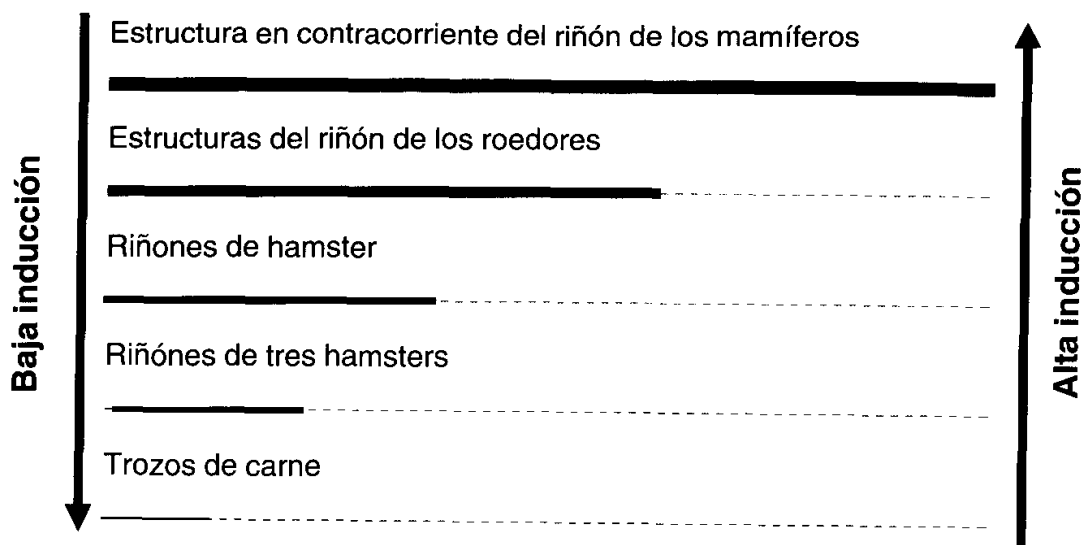 Estructura en contracorriente del riñón de los mamíferos
Estructuras del riñón de los roedores
Riñones de hamster
Riñónes de tres hamsters
Trozos de carne
Baja inducción
Alta inducción